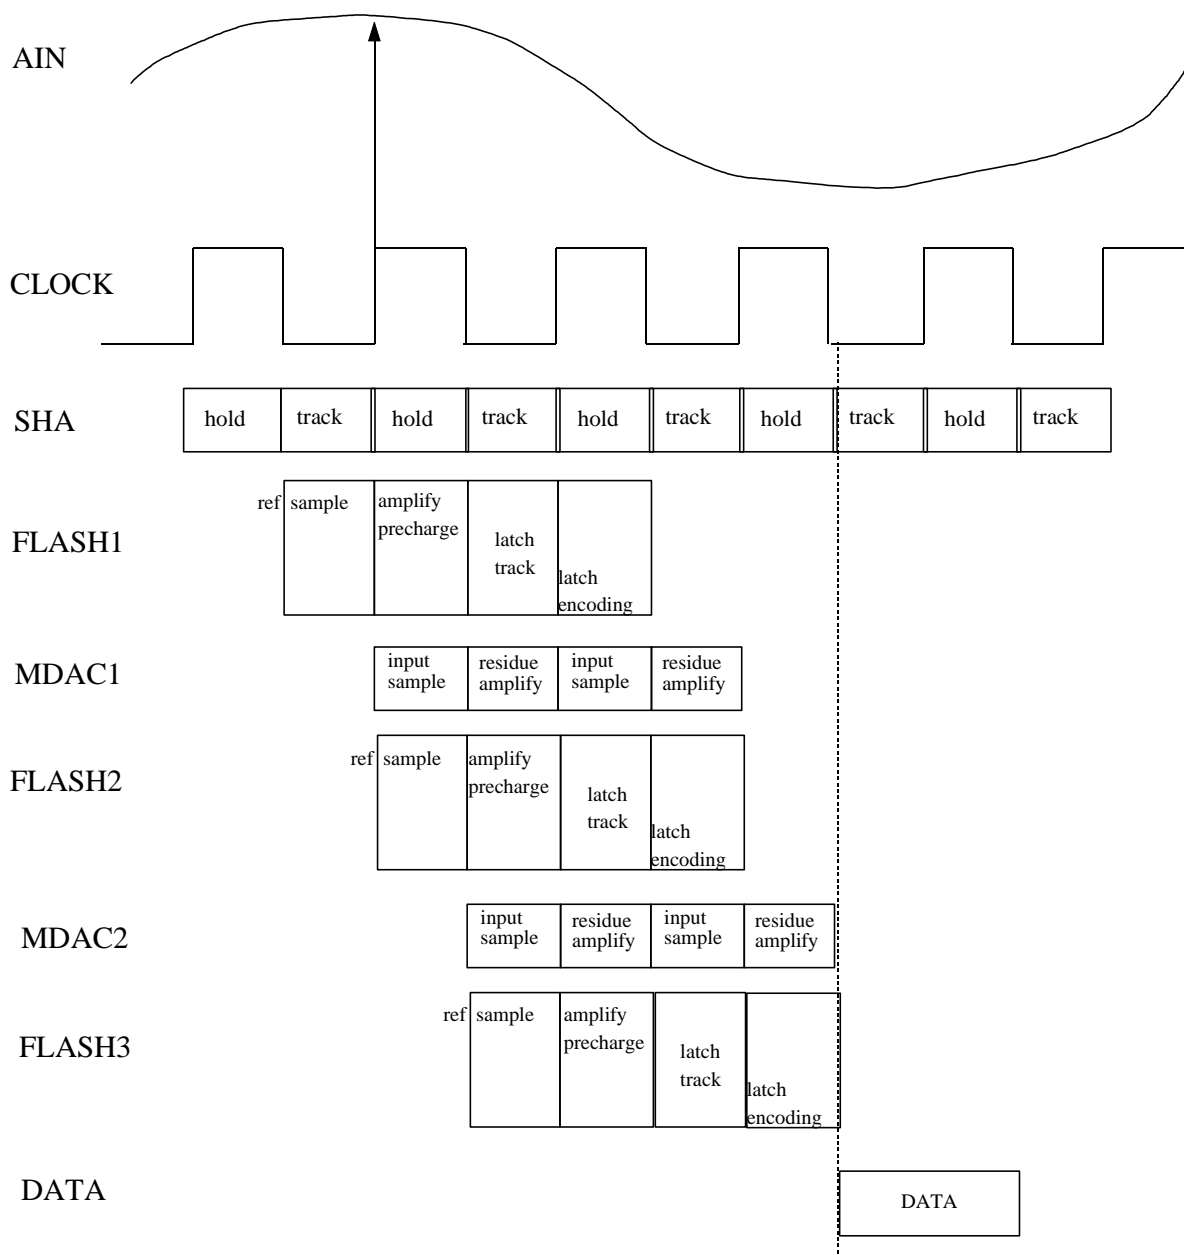 AIN
CLOCK
SHA
hold track hold track hold track hold track hold track
FLASH1
ref sample
amplify
precharge
latch
track
latch
encoding
MDAC1
input
sample
residue
amplify
input
sample
residue
amplify
FLASH2
ref sample
amplify
precharge
latch
track
latch
encoding
MDAC2
input
sample
residue
amplify
input
sample
residue
amplify
FLASH3
ref sample
amplify
precharge
latch
track
latch
encoding
DATA
DATA